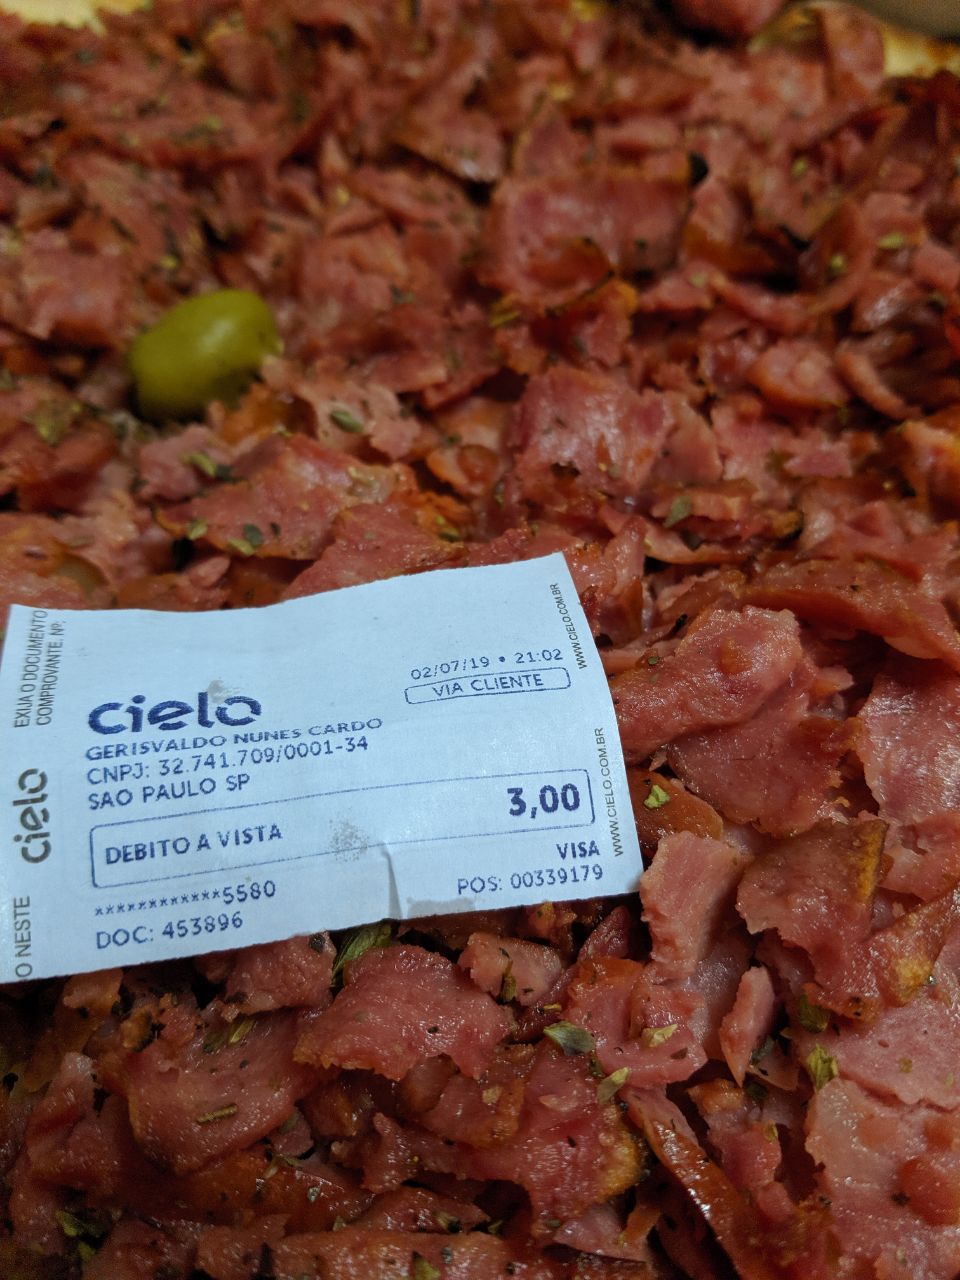 EXIJA O DOCUMENTO
COMPROVANTE. Nº.
cielo
O NESTE
02/07/19 • 21:02
VIA CLIENTE
cielo
GERISVALDO NUNES CARDO
CNPJ: 32.741.709/0001-34
SAO PAULO SP
DEBITO A VISTA 3,00
VISA
***********5580
POS: 00339179
DOC: 453896
WWW.CIELO.COM.BR
WWW.CIELO.COM.BR